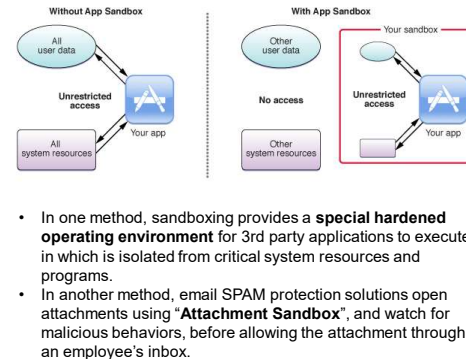 Without App Sandbox
With App Sandbox
All
user data
Unrestricted
access
Your app
All
system resources
Other
user data
No access
Other
system resources
Your sandbox
Unrestricted
access
Your app
• In one method, sandboxing provides a special hardened
operating environment for 3rd party applications to execute
in which is isolated from critical system resources and
programs.
• In another method, email SPAM protection solutions open
attachments using “Attachment Sandbox”, and watch for
malicious behaviors, before allowing the attachment through
an employee’s inbox.